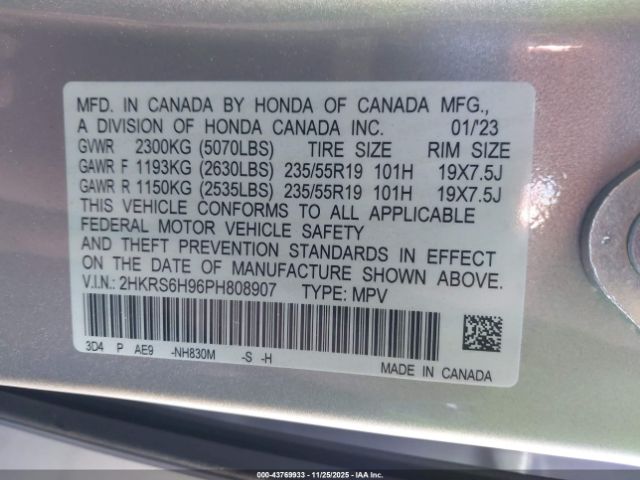 MFD. IN CANADA BY HONDA OF CANADA MFG.,
A DIVISION OF HONDA CANADA INC. 01/'23
GVWR 2300KG (5070LBS) TIRE SIZE RIM SIZE
GAWR F 1193KG (2630LBS) 235/55R19 101H 19X7.5J
GAWR R 1150KG (2535LBS) 235/55R19 101H 19X7.5J
THIS VEHICLE CONFORMS TO ALL APPLICABLE
FEDERAL MOTOR VEHICLE SAFETY
AND THEFT PREVENTION STANDARDS IN EFFECT
ON THE DATE OF MANUFACTURE SHOWN ABOVE.
V.I.N.: 2HKRS6H96PH808907 TYPE: MPV
3D4 P AE9 -NH830M -S -H
MADE IN CANADA
000-43769933 - 11/25/2025 - IAA Inc.